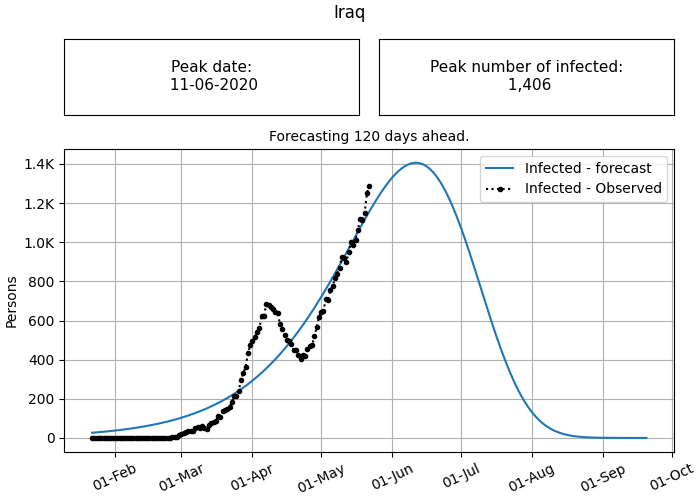 Iraq
Peak date:
11-06-2020
Peak number of infected:
1,406
Forecasting 120 days ahead.
Infected - forecast
Infected - Observed
Persons
1.4K
1.2K
1.0K
800
600
400
200
0
01-Feb
01-Mar
01-Apr
01-May
01-Jun
01-Jul
01-Aug
01-Sep
01-Oct